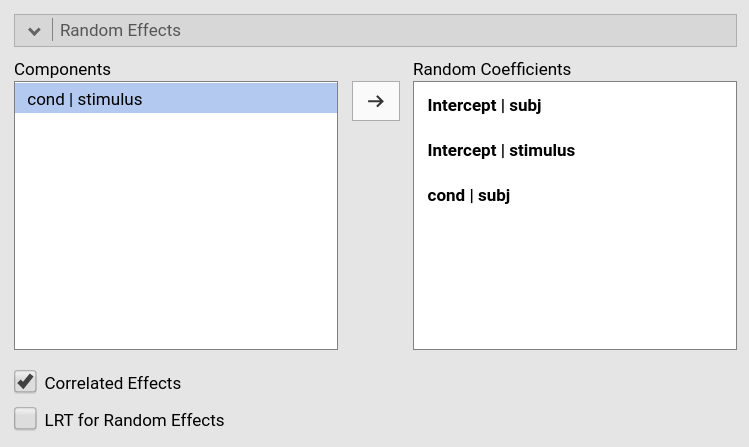 Random Effects
Components
Random Coefficients
cond | stimulus
Intercept | subj
Intercept | stimulus
cond | subj
Correlated Effects
LRT for Random Effects